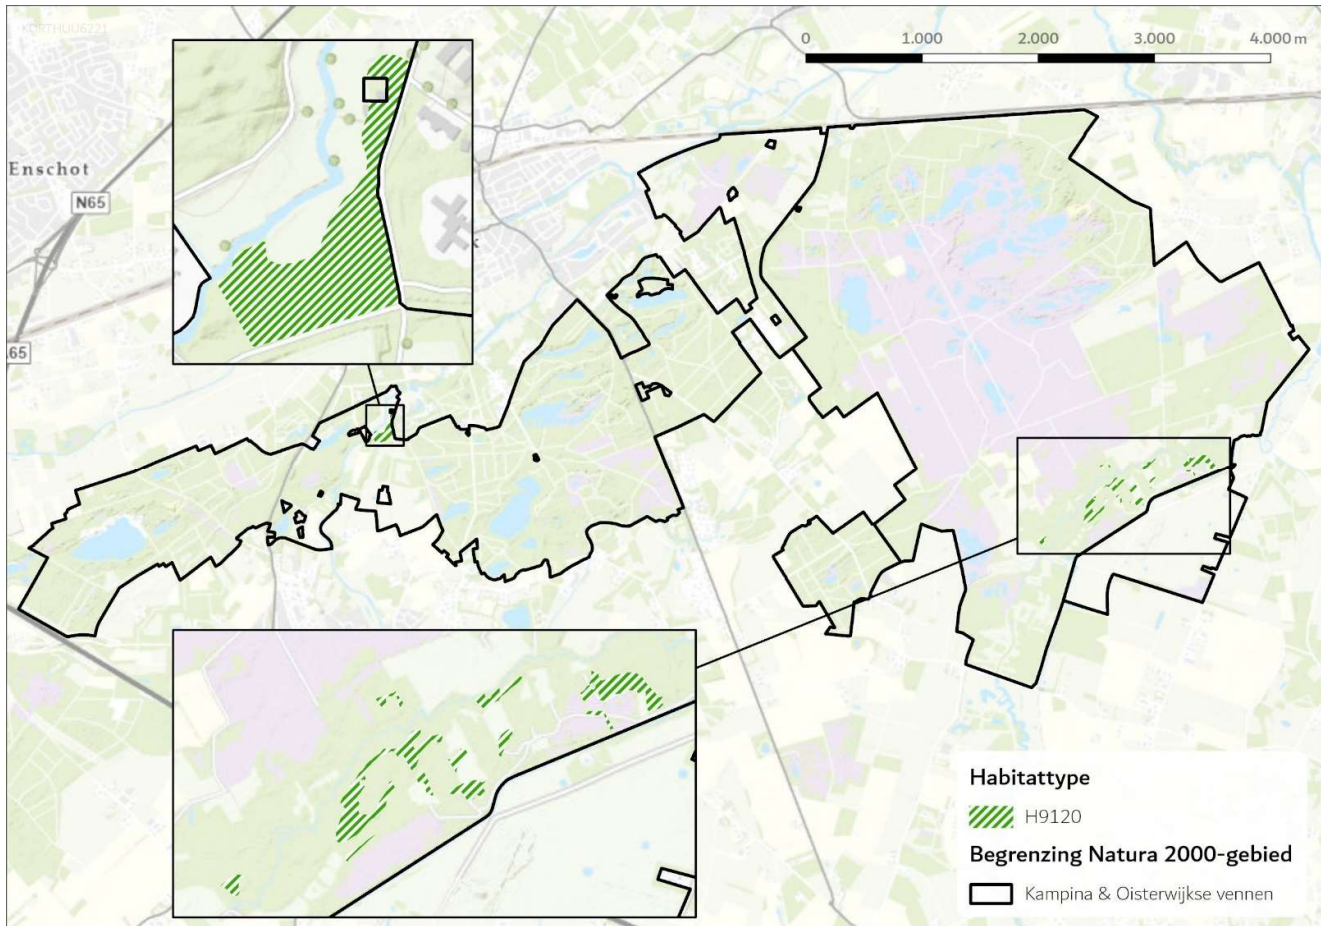 KORTHUU6221
0 1.000 2.000 3.000 4.000 m
Enschot
N65
k
65
Habitattype
H9120
Begrenzing Natura 2000-gebied
Kampina & Oisterwijkse vennen